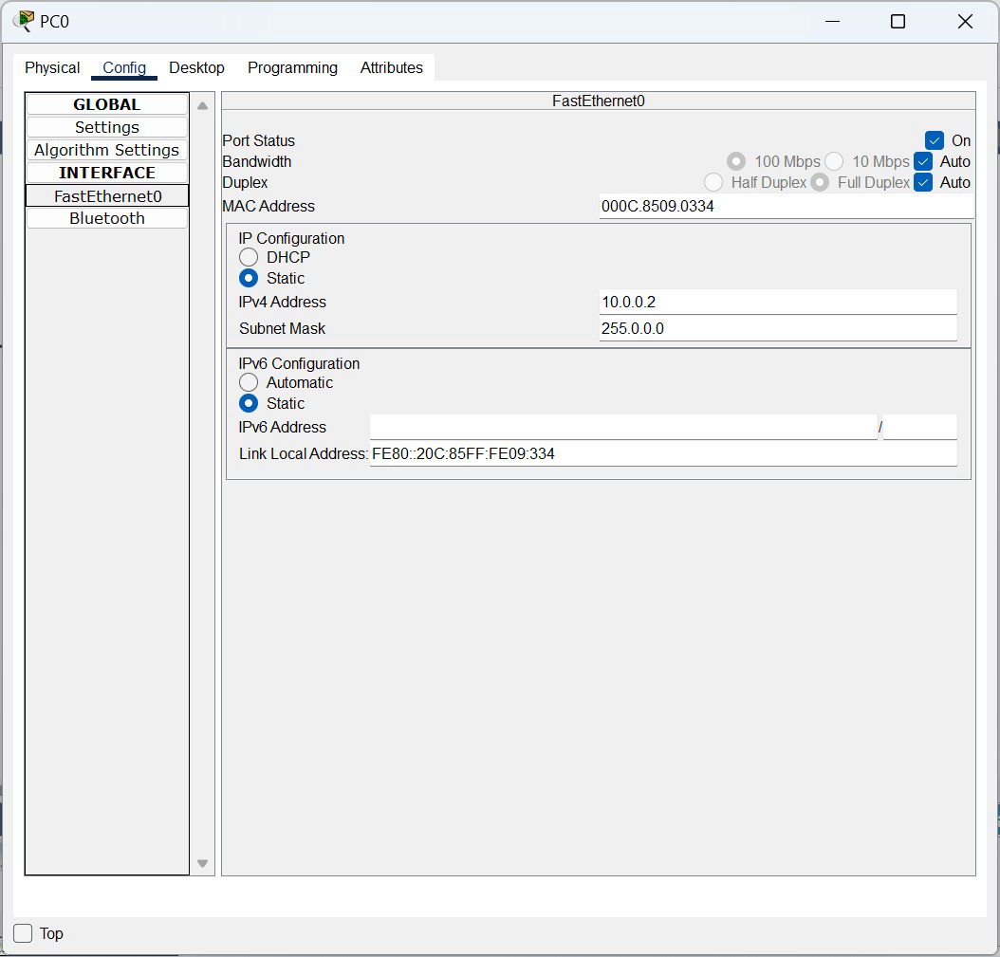 PC0
Physical Config Desktop Programming Attributes
GLOBAL
Settings
Algorithm Settings
INTERFACE
FastEthernet0
Bluetooth
FastEthernet0
Port Status On
Bandwidth 100 Mbps 10 Mbps Auto
Duplex Half Duplex Full Duplex Auto
MAC Address 000C.8509.0334
IP Configuration
DHCP
Static
IPv4 Address 10.0.0.2
Subnet Mask 255.0.0.0
IPv6 Configuration
Automatic
Static
IPv6 Address /
Link Local Address: FE80::20C:85FF:FE09:334
Top